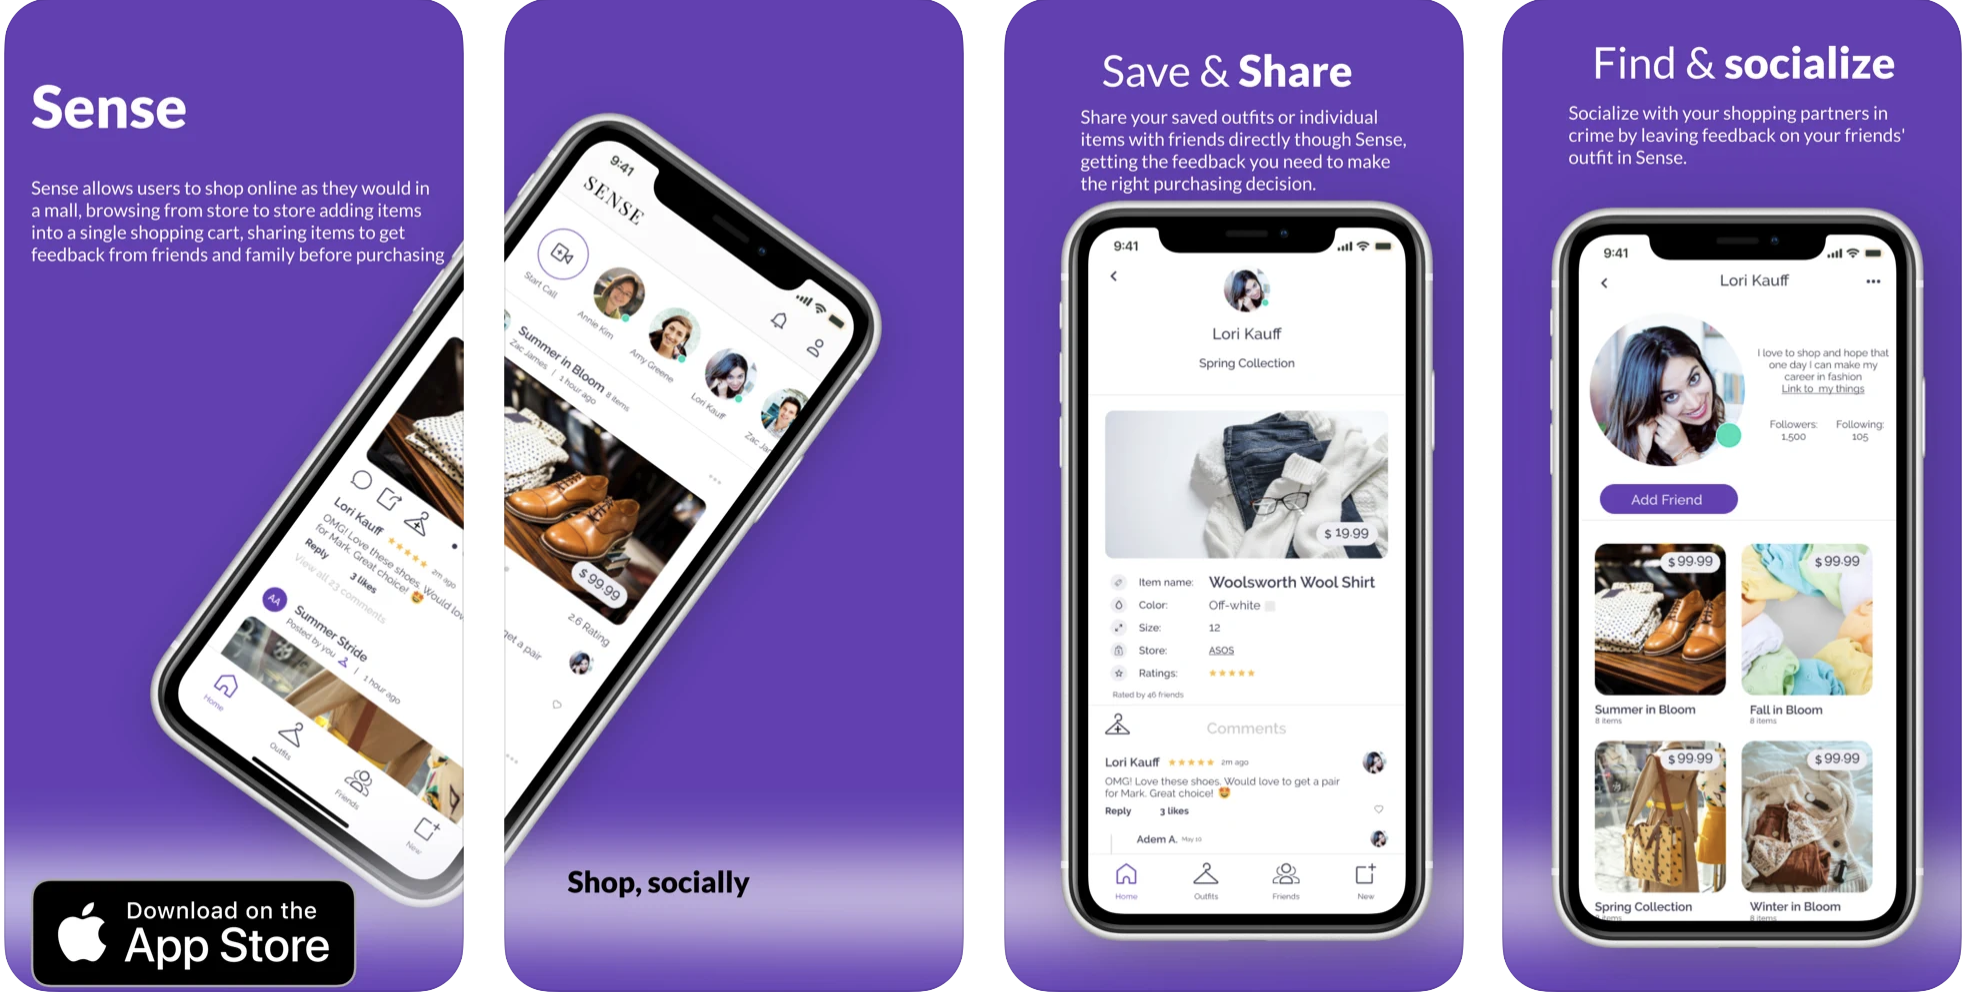 Sense
Sense allows users to shop online as they would in
a mall, browsing from store to store adding items
into a single shopping cart, sharing items to get
feedback from friends and family before purchasing
Lori Kauff
2m ago
OMG! Love these shoes. Would lov
for Mark. Great choice! 🤩
Reply
3 likes
View all 23 comments
AA
Summer Stride
Posted by you | 1 hour ago
Home
Outfits
Friends
New
Download on the
App Store
9:41
SENSE
Start Call
Annie Kim
Amy Greene
Lori Kauff
Zac Jar
Summer in Bloom 8 items
Zac James | 1 hour ago
$ 99.99
2.6 Rating
get a pair
Shop, socially
Save & Share
Share your saved outfits or individual
items with friends directly though Sense,
getting the feedback you need to make
the right purchasing decision.
9:41
Lori Kauff
Spring Collection
$ 19.99
Item name: Woolsworth Wool Shirt
Color: Off-white
Size: 12
Store: ASOS
Ratings:
Rated by 46 friends
Comments
Lori Kauff 2m ago
OMG! Love these shoes. Would love to get a pair
for Mark. Great choice! 🤩
Reply 3 likes
Adem A. May 10
Home Outfits Friends New
Find & socialize
Socialize with your shopping partners in
crime by leaving feedback on your friends'
outfit in Sense.
9:41
Lori Kauff
I love to shop and hope that
one day i can make my
career in fashion
Link to my things
Followers: Following:
1,500 105
Add Friend
$ 99.99 $ 99.99
Summer in Bloom Fall in Bloom
8 items 8 items
$ 99.99 $ 99.99
Spring Collection Winter in Bloom
8 items 8 items